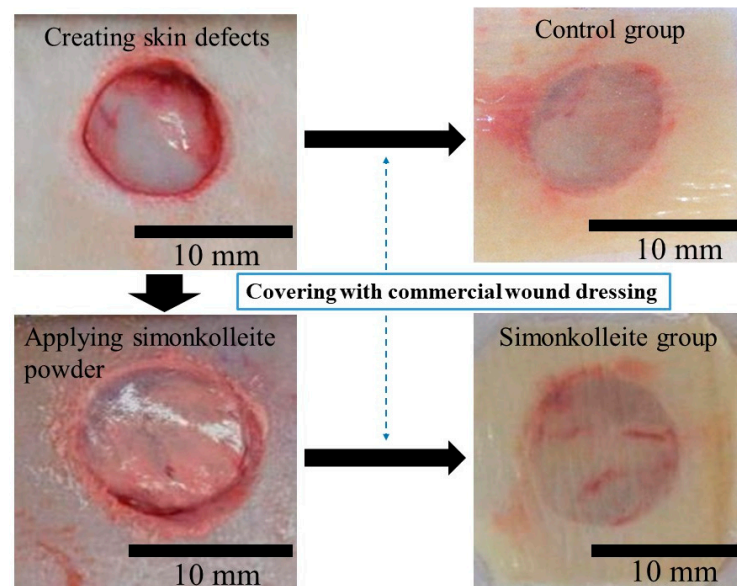 Creating skin defects
Control group
10 mm
10 mm
Covering with commercial wound dressing
Applying simonkolleite
powder
Simonkolleite group
10 mm
10 mm